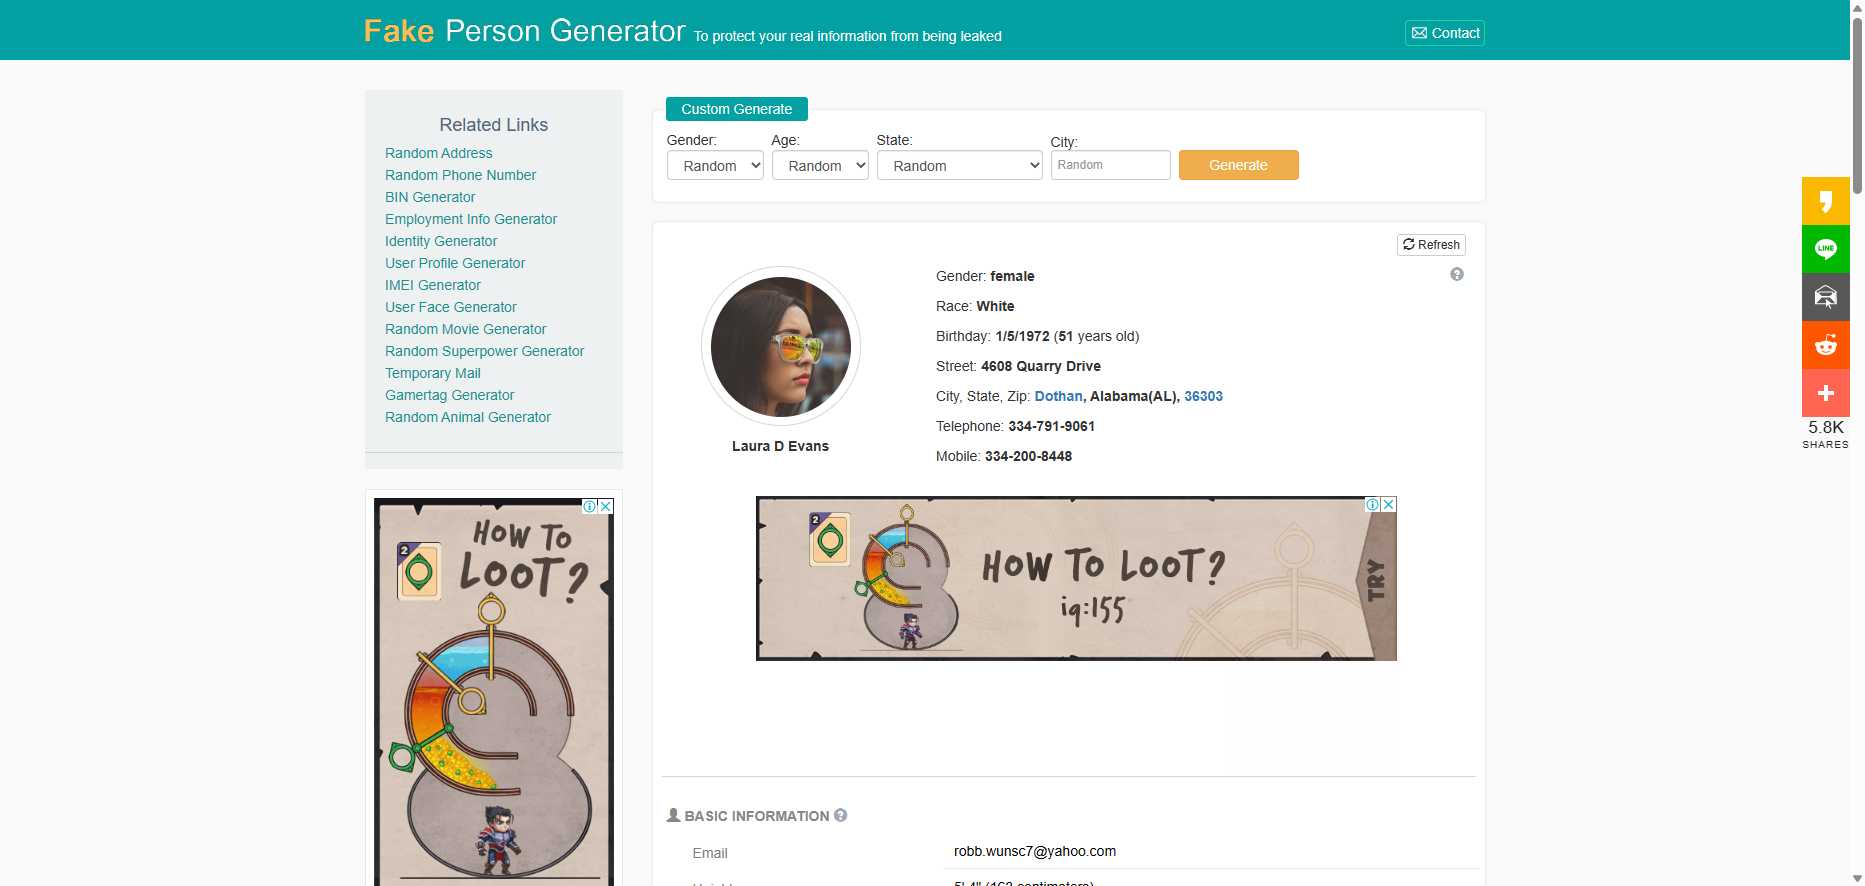 Fake Person Generator To protect your real information from being leaked
Contact
Related Links
Random Address
Random Phone Number
BIN Generator
Employment Info Generator
Identity Generator
User Profile Generator
IMEI Generator
User Face Generator
Random Movie Generator
Random Superpower Generator
Temporary Mail
Gamertag Generator
Random Animal Generator
2
HOW TO
LOOT?
Custom Generate
Gender: Age: State: City:
Random Random Random Random Generate
Refresh
Gender: female
Race: White
Birthday: 1/5/1972 (51 years old)
Street: 4608 Quarry Drive
City, State, Zip: Dothan, Alabama(AL), 36303
Telephone: 334-791-9061
Mobile: 334-200-8448
Laura D Evans
2
HOW TO LOOT?
iq:155
TRY
BASIC INFORMATION
Email robb.wunsc7@yahoo.com
LINE
5.8K
SHARES